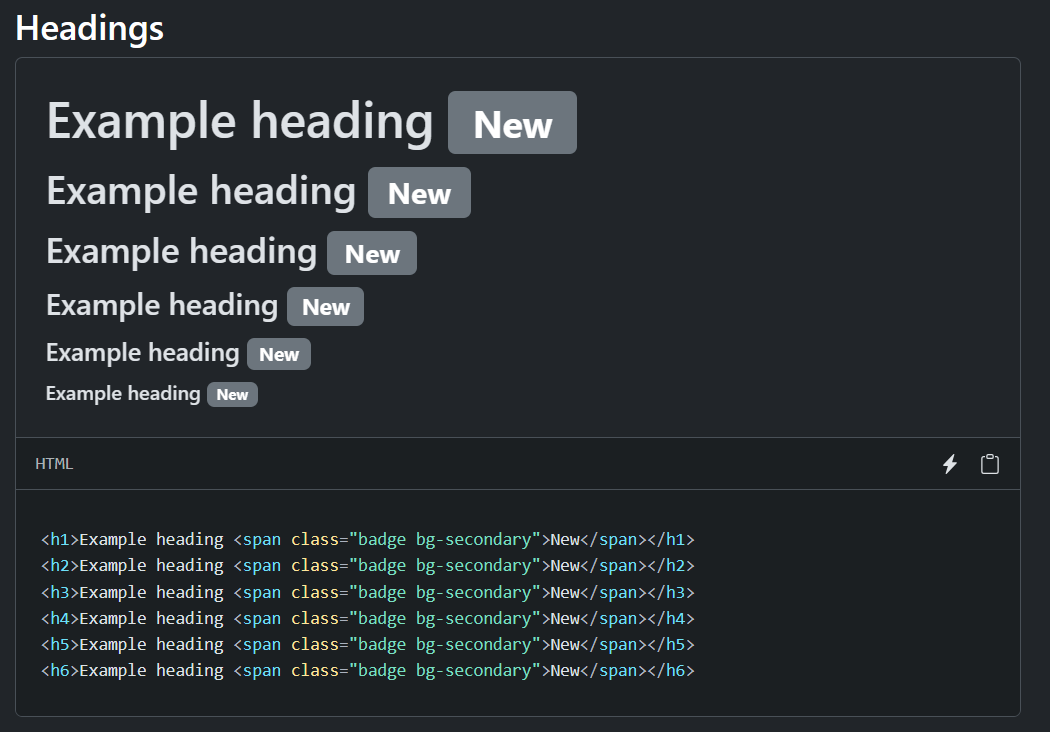 Headings
Example heading New
Example heading New
Example heading New
Example heading New
Example heading New
Example heading New
HTML
<h1>Example heading <span class="badge bg-secondary">New</span></h1>
<h2>Example heading <span class="badge bg-secondary">New</span></h2>
<h3>Example heading <span class="badge bg-secondary">New</span></h3>
<h4>Example heading <span class="badge bg-secondary">New</span></h4>
<h5>Example heading <span class="badge bg-secondary">New</span></h5>
<h6>Example heading <span class="badge bg-secondary">New</span></h6>